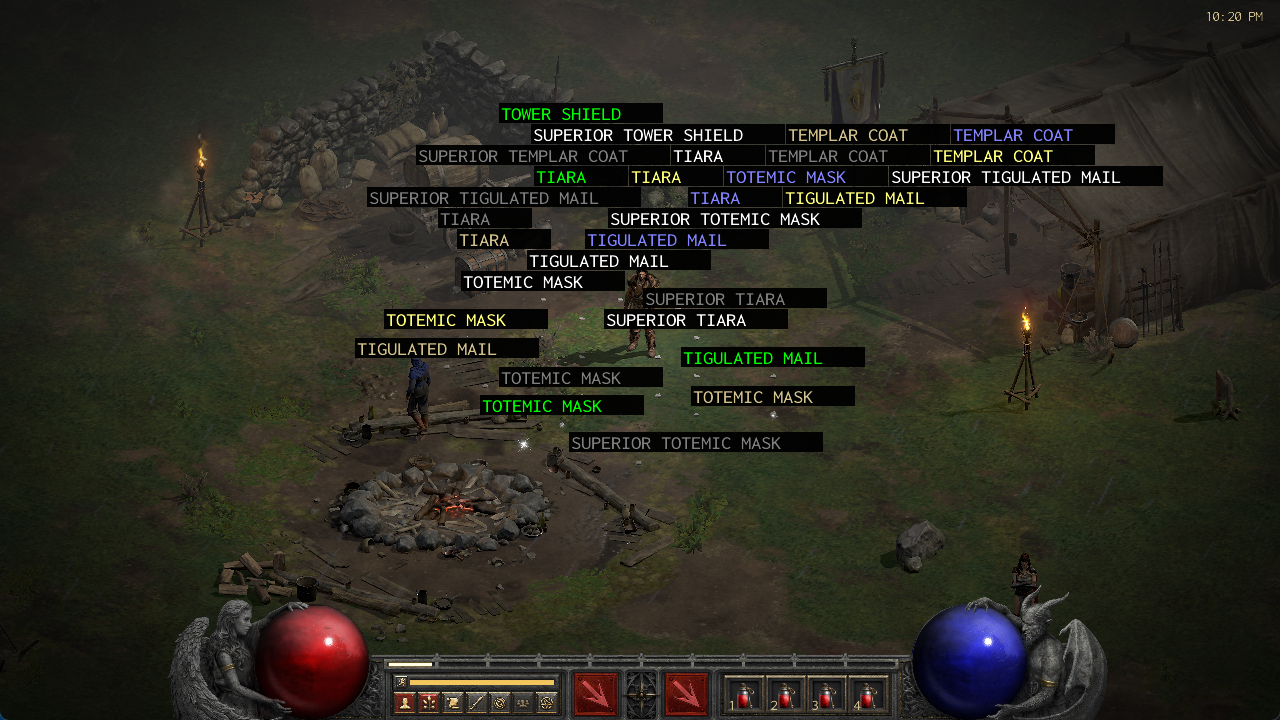 10:20 PM
TOWER SHIELD
SUPERIOR TOWER SHIELD TEMPLAR COAT TEMPLAR COAT
SUPERIOR TEMPLAR COAT TIARA TEMPLAR COAT TEMPLAR COAT
TIARA TIARA TOTEMIC MASK SUPERIOR TIGULATED MAIL
SUPERIOR TIGULATED MAIL TIARA TIGULATED MAIL
TIARA SUPERIOR TOTEMIC MASK
TIARA TIGULATED MAIL
TIGULATED MAIL
TOTEMIC MASK
SUPERIOR TIARA
TOTEMIC MASK SUPERIOR TIARA
TIGULATED MAIL
TIGULATED MAIL
TOTEMIC MASK
TOTEMIC MASK
TOTEMIC MASK
SUPERIOR TOTEMIC MASK
1 2 3 4